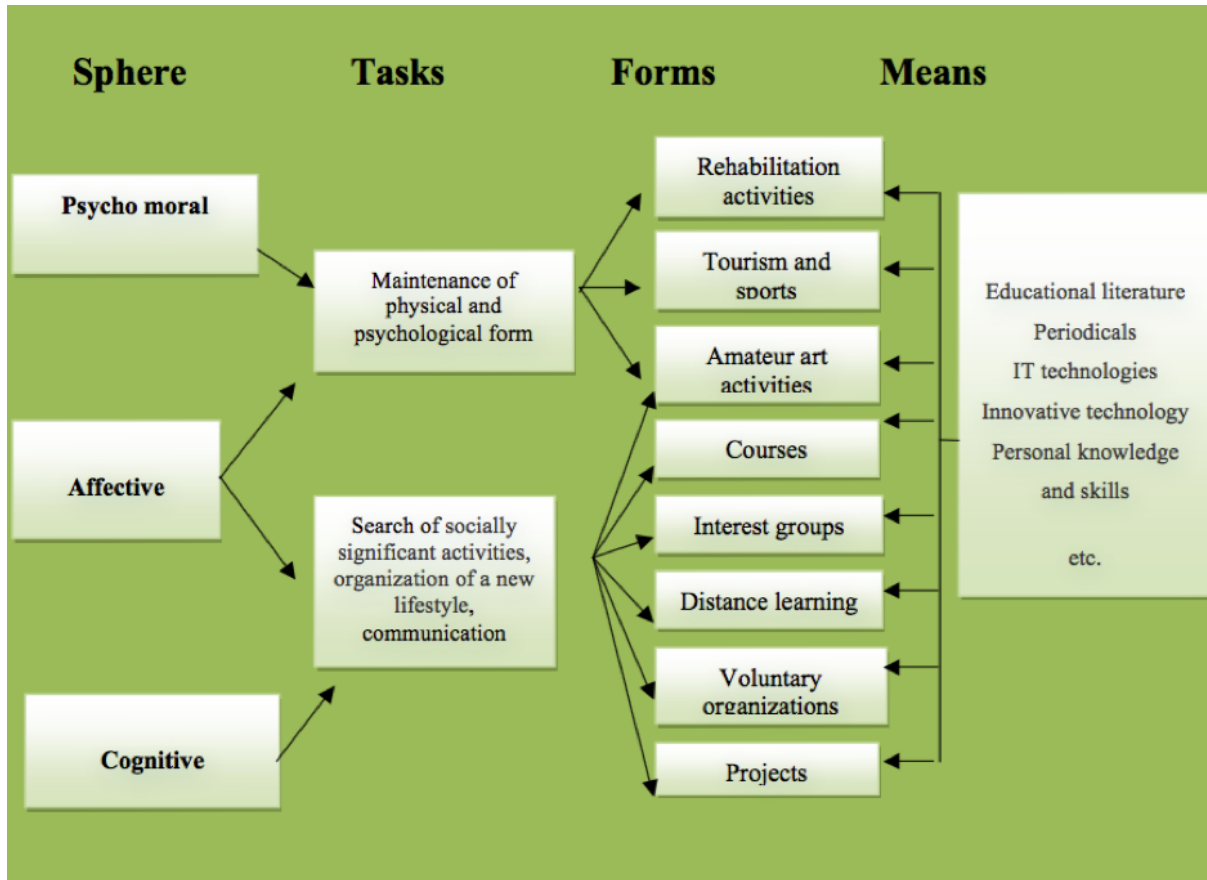 Sphere Tasks Forms Means
Psycho moral
Affective
Cognitive
Maintenance of
physical and
psychological form
Search of socially
significant activities,
organization of a new
lifestyle,
communication
Rehabilitation
activities
Tourism and
sports
Amateur art
activities
Courses
Interest groups
Distance learning
Voluntary
organizations
Projects
Educational literature
Periodicals
IT technologies
Innovative technology
Personal knowledge
and skills
etc.